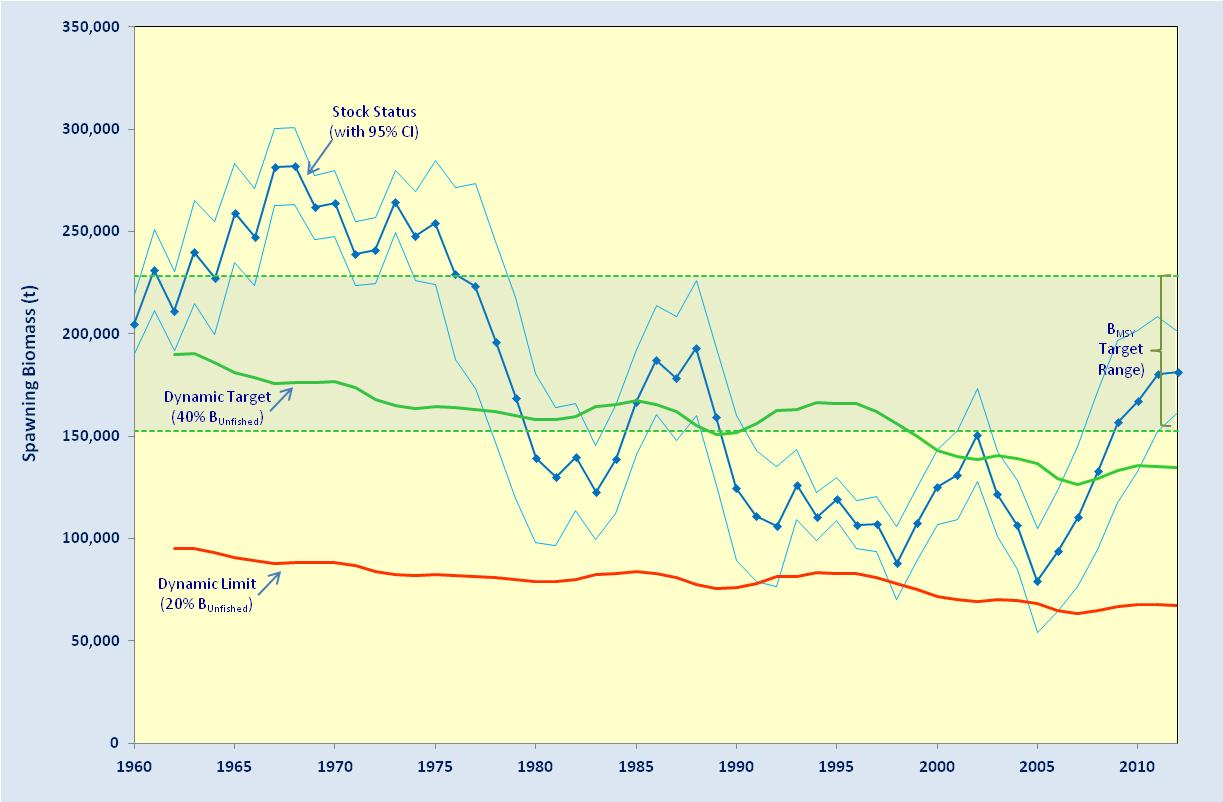 350,000
300,000
250,000
200,000
150,000
100,000
50,000
0
Spawning Biomass (t)
Stock Status
(with 95% CI)
BMSY
Target
Range)
Dynamic Target
(40% BUnfished)
Dynamic Limit
(20% BUnfished)
1960 1965 1970 1975 1980 1985 1990 1995 2000 2005 2010